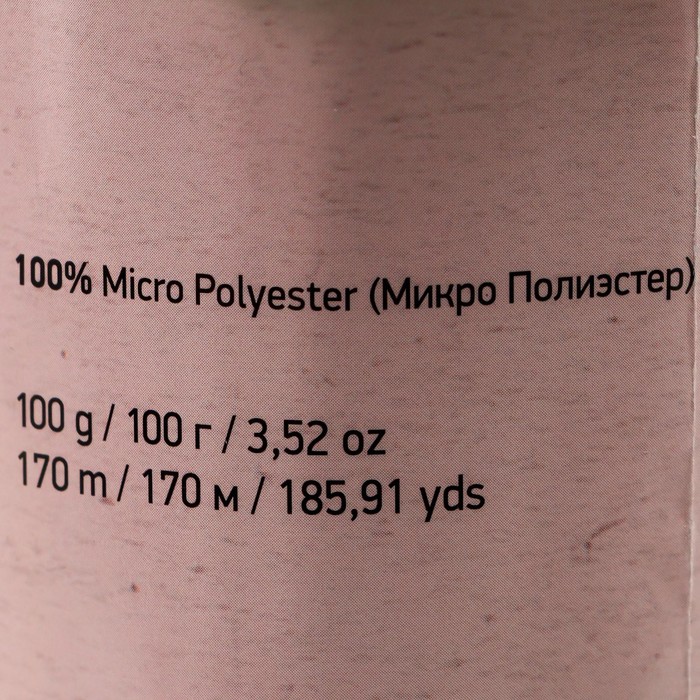 100% Micro Polyester (Микро Полиэстер)
100 g / 100 г / 3,52 oz
170 m / 170 м / 185,91 yds